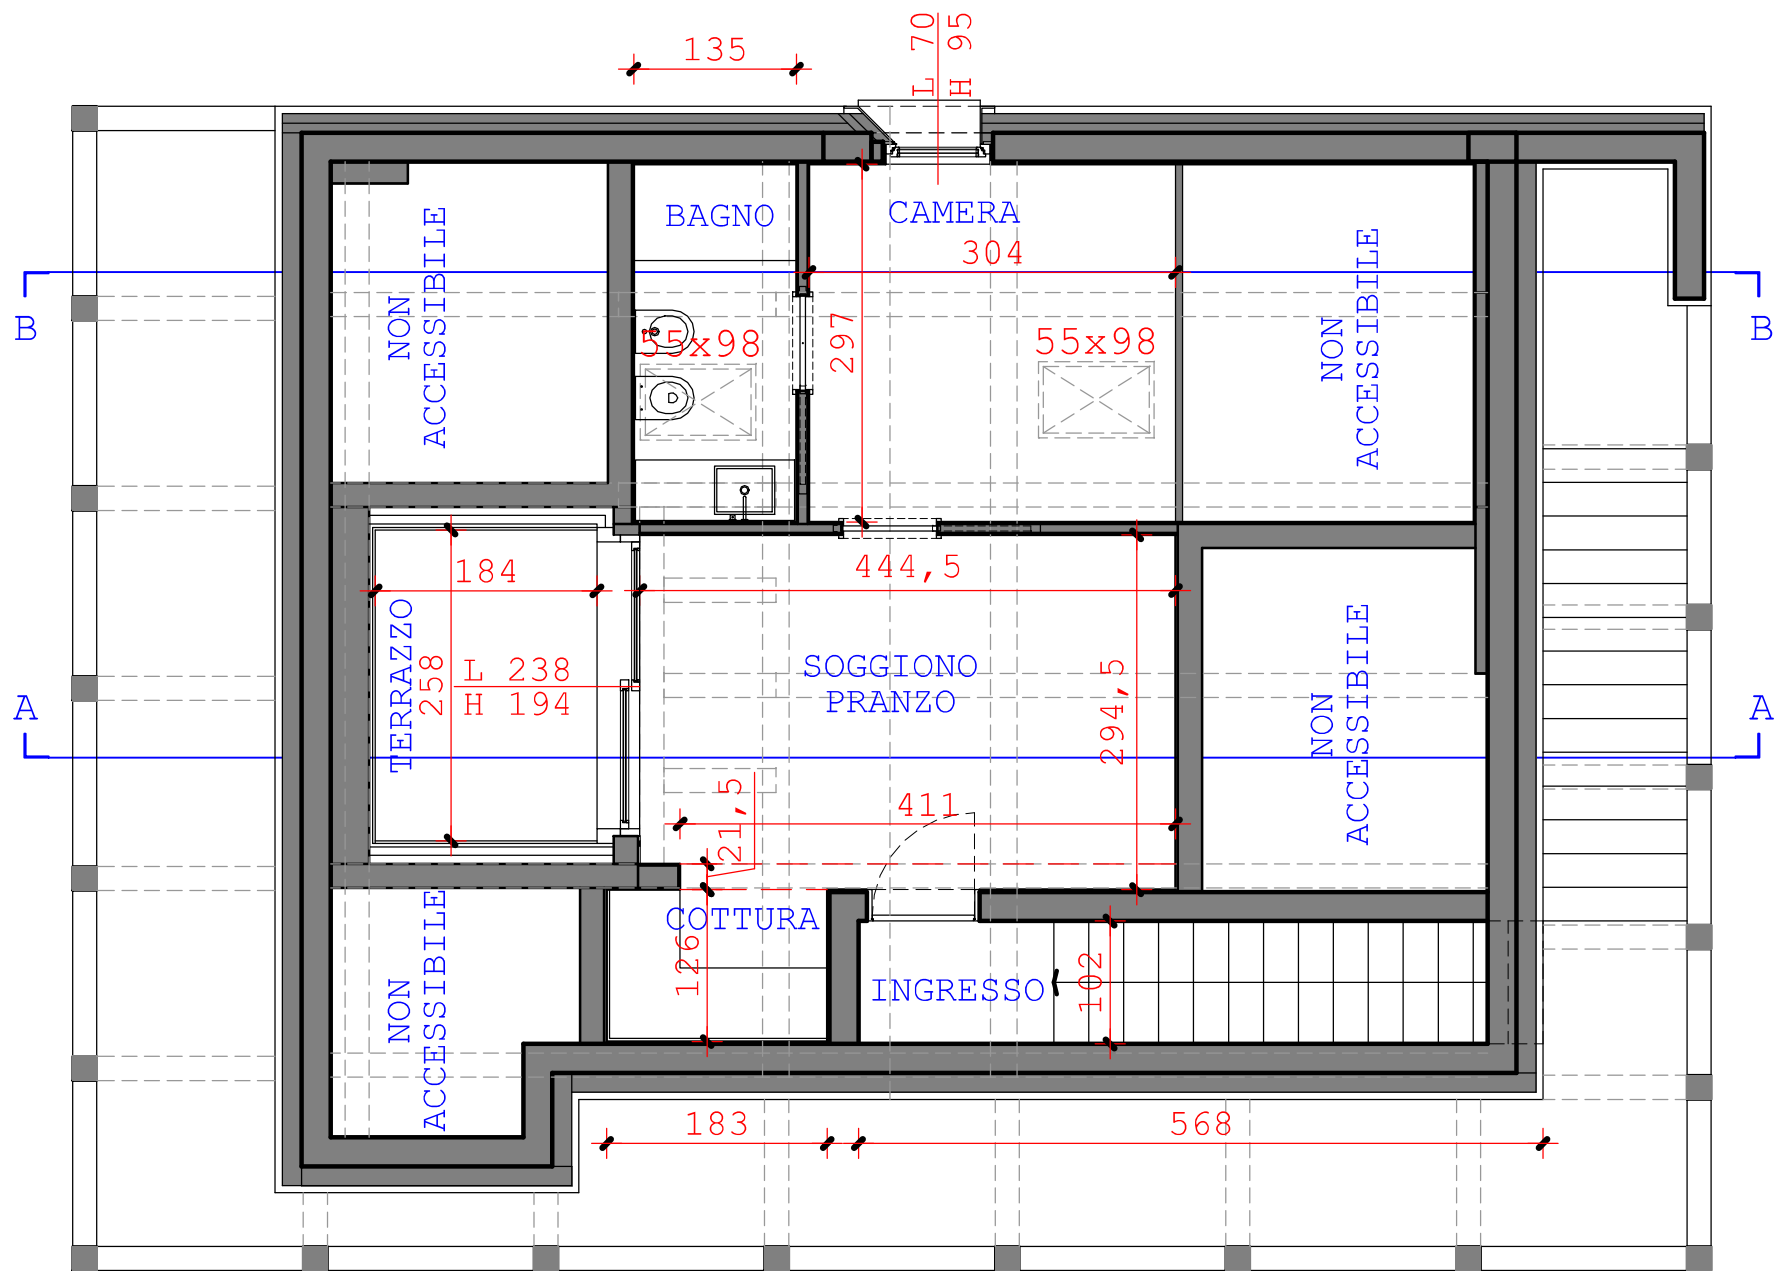 135
L 70
H 95
BAGNO
CAMERA
304
NON
ACCESSIBILE
NON
ACCESSIBILE
B
B
297
55x98
55x98
184
444,5
TERRAZZO
258
L 238
H 194
SOGGIONO
PRANZO
294,5
NON
ACCESSIBILE
A
A
21,5
411
COTTURA
126
NON
ACCESSIBILE
INGRESSO
102
183
568